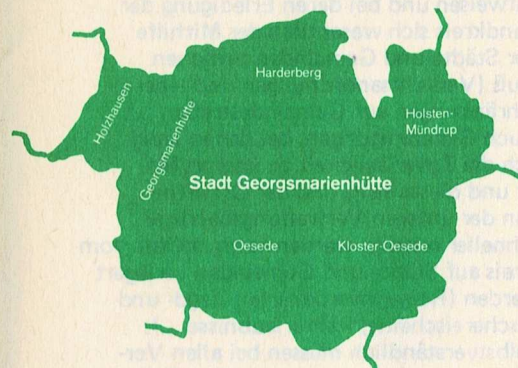 Harderberg
Holzhausen
Georgsmarienhütte
Holsten-
Mündrup
Stadt Georgsmarienhütte
Oesede
Kloster-Oesede